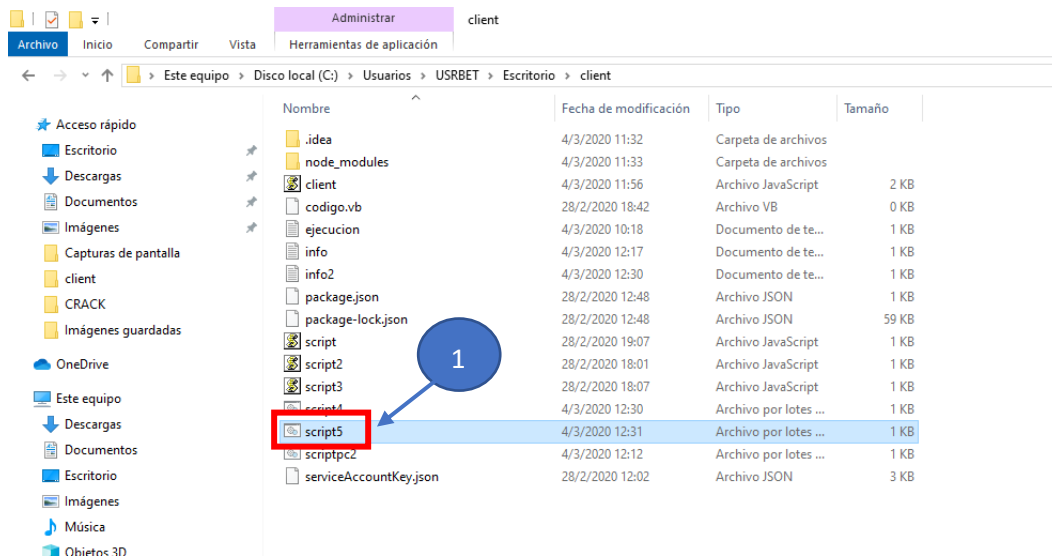 Administrar client
Archivo Inicio Compartir Vista Herramientas de aplicación
Este equipo > Disco local (C:) > Usuarios > USRBET > Escritorio > client
Nombre Fecha de modificación Tipo Tamaño
Acceso rápido
Escritorio
Descargas
Documentos
Imágenes
Capturas de pantalla
client
CRACK
Imágenes guardadas
OneDrive
Este equipo
Descargas
Documentos
Escritorio
Imágenes
Música
Objetos 3D
.idea 4/3/2020 11:32 Carpeta de archivos
node_modules 4/3/2020 11:33 Carpeta de archivos
client 4/3/2020 11:56 Archivo JavaScript 2 KB
codigo.vb 28/2/2020 18:42 Archivo VB 0 KB
ejecucion 4/3/2020 10:18 Documento de te... 1 KB
info 4/3/2020 12:17 Documento de te... 1 KB
info2 4/3/2020 12:30 Documento de te... 1 KB
package.json 28/2/2020 12:48 Archivo JSON 1 KB
package-lock.json 28/2/2020 12:48 Archivo JSON 59 KB
script 28/2/2020 19:07 Archivo JavaScript 1 KB
script2 28/2/2020 18:01 Archivo JavaScript 1 KB
script3 28/2/2020 18:07 Archivo JavaScript 1 KB
script4 4/3/2020 12:30 Archivo por lotes ... 1 KB
script5 4/3/2020 12:31 Archivo por lotes ... 1 KB
scriptpc2 4/3/2020 12:12 Archivo por lotes ... 1 KB
serviceAccountKey.json 28/2/2020 12:02 Archivo JSON 3 KB
1